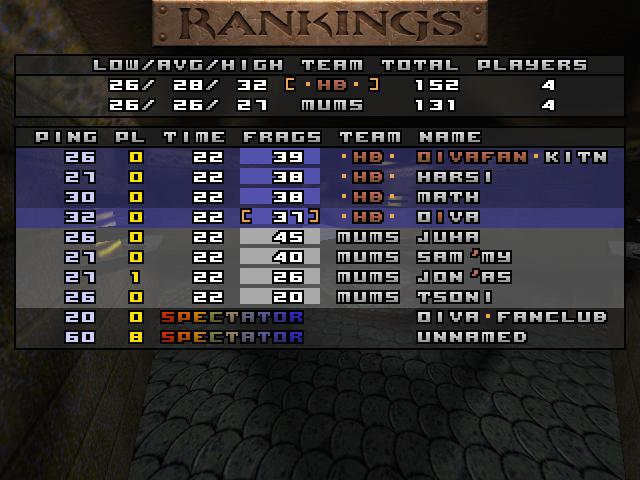 RANKINGS
LOW/AVG/HIGH TEAM TOTAL PLAYERS
26/ 28/ 32 [ ·HB· ] 152 4
26/ 26/ 27 MUMS 131 4
PING PL TIME FRAGS TEAM NAME
26 0 22 39 ·HB· DIVAFAN·KITN
27 0 22 38 ·HB· HARSI
30 0 22 38 ·HB· MATH
32 0 22 [ 37] ·HB· DIVA
26 0 22 45 MUMS JUHA
27 0 22 40 MUMS SAM'MY
27 1 22 26 MUMS JON'AS
26 0 22 20 MUMS TSONI
20 0 SPECTATOR DIVA·FANCLUB
60 8 SPECTATOR UNNAMED